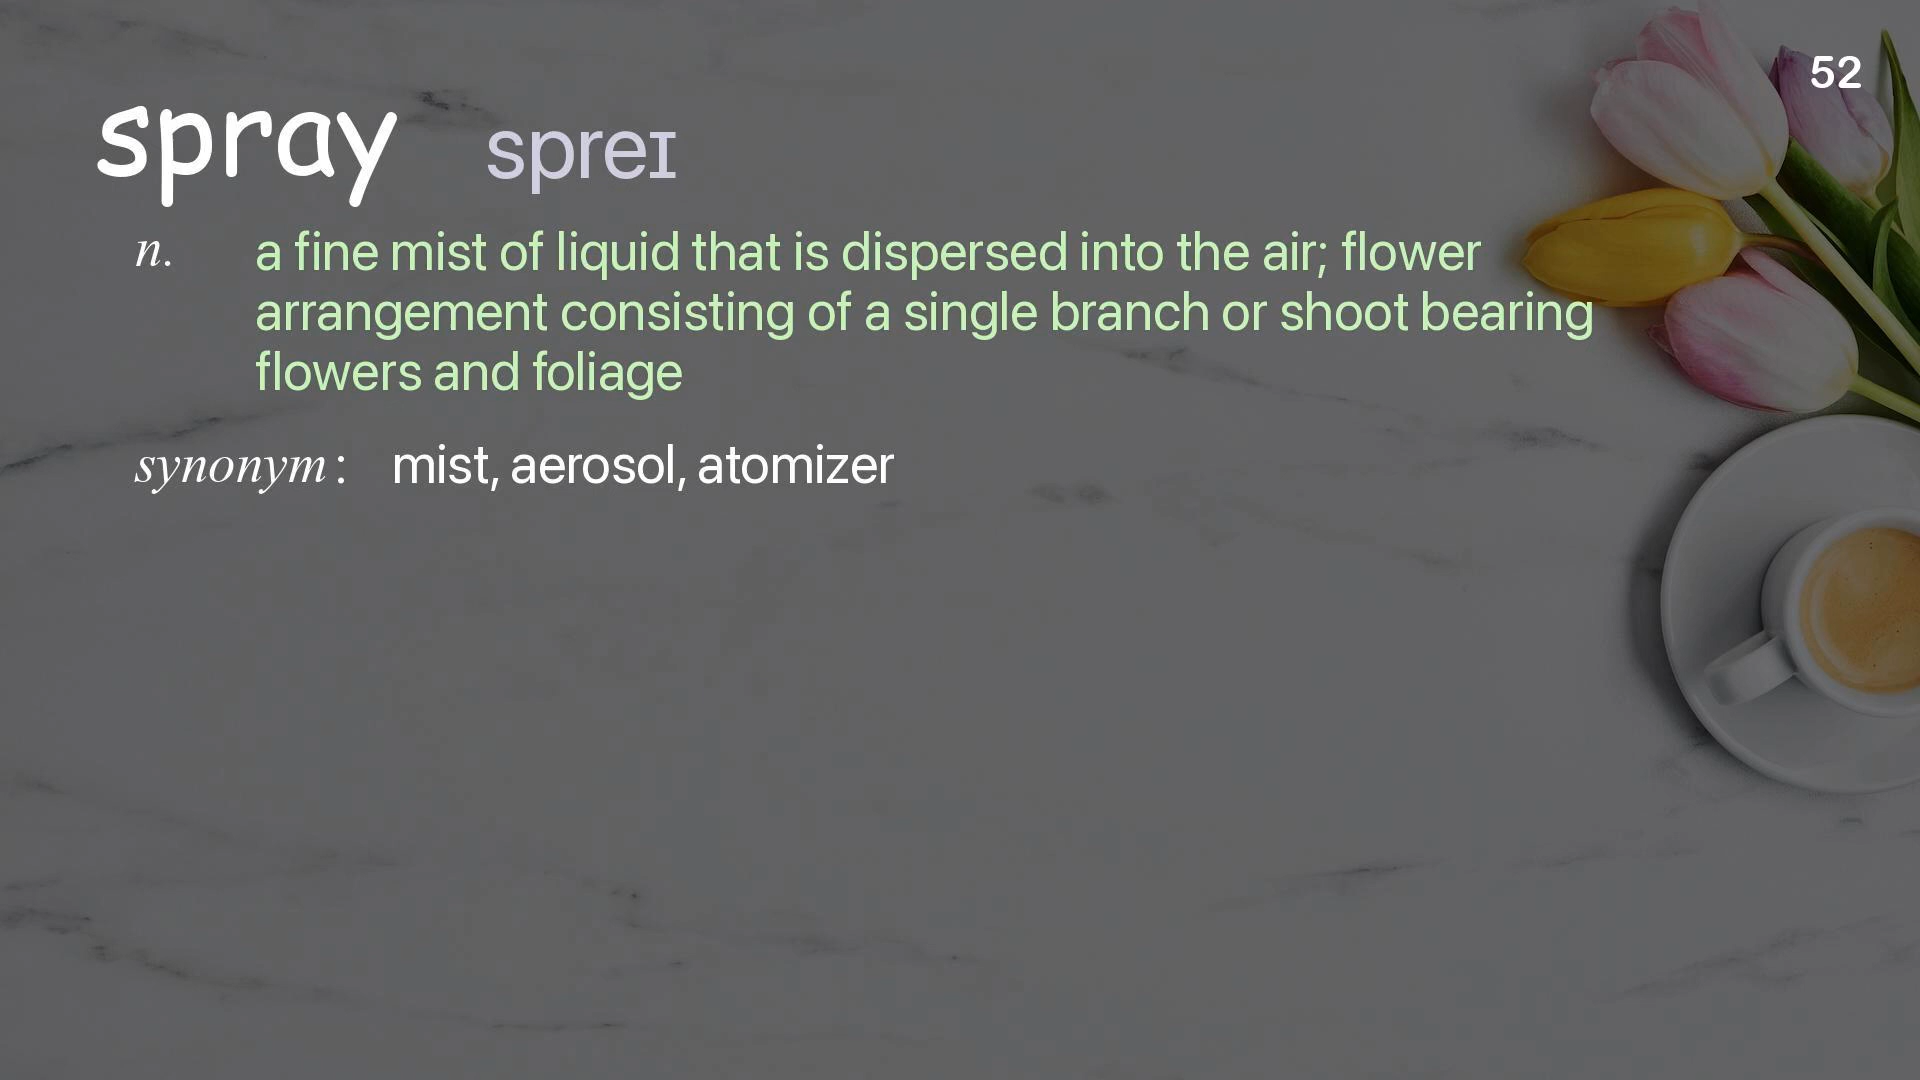 52
spray spreɪ
n. a fine mist of liquid that is dispersed into the air; flower
arrangement consisting of a single branch or shoot bearing
flowers and foliage
synonym : mist, aerosol, atomizer